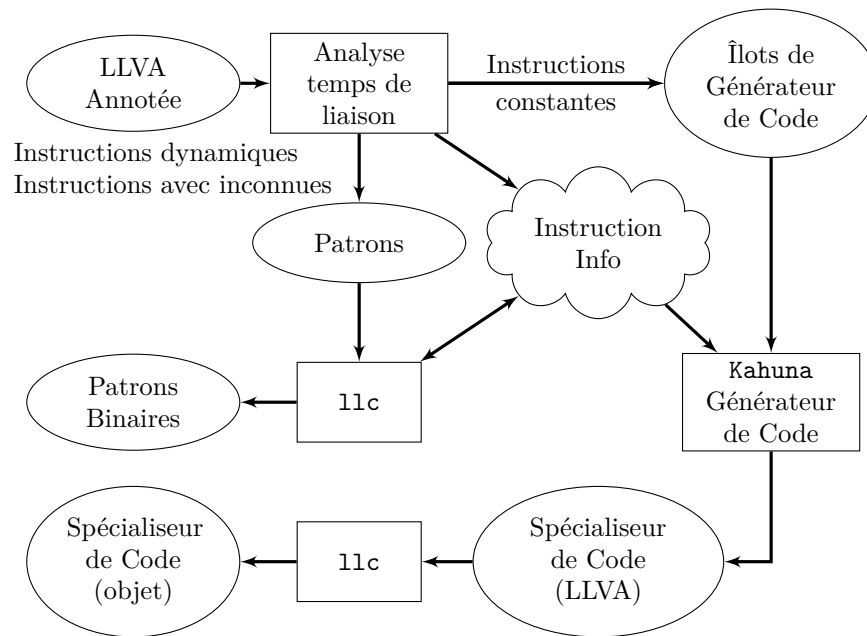 LLVA
Annotée
Analyse
temps de
liaison
Instructions
constantes
Îlots de
Générateur
de Code
Instructions dynamiques
Instructions avec inconnues
Patrons
Instruction
Info
Patrons
Binaires
llc
Kahuna
Générateur
de Code
Spécialiseur
de Code
(objet)
llc
Spécialiseur
de Code
(LLVA)